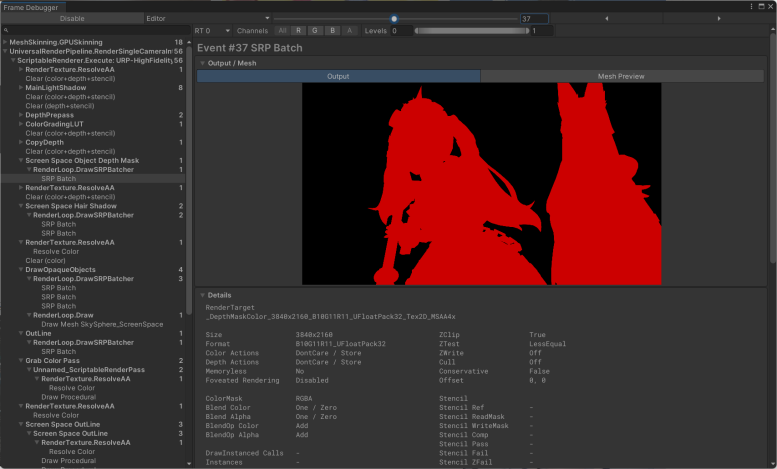 Frame Debugger
Disable
Editor
37
RT 0
Channels
All
R
G
B
A
Levels
0
1
MeshSkinning.GPUSkinning 18
UniversalRenderPipeline.RenderSingleCameraIn 56
ScriptableRenderer.Execute: URP-HighFidelity 56
RenderTexture.ResolveAA 1
Clear (color+depth+stencil)
MainLightShadow 8
Clear (color+depth+stencil)
Clear (depth+stencil)
DepthPrepass 2
ColorGradingLUT 1
Clear (color+depth+stencil)
CopyDepth 1
Clear (color+depth+stencil)
Screen Space Object Depth Mask 1
RenderLoop.DrawSRPBatcher 1
SRP Batch
RenderTexture.ResolveAA 1
Clear (color+depth+stencil)
Screen Space Hair Shadow 2
RenderLoop.DrawSRPBatcher 2
SRP Batch
SRP Batch
RenderTexture.ResolveAA 1
Resolve Color
Clear (color)
DrawOpaqueObjects 4
RenderLoop.DrawSRPBatcher 3
SRP Batch
SRP Batch
SRP Batch
RenderLoop.Draw 1
Draw Mesh SkySphere_ScreenSpace
OutLine 1
RenderLoop.DrawSRPBatcher 1
SRP Batch
Grab Color Pass 2
Unnamed_ScriptableRenderPass 2
RenderTexture.ResolveAA 1
Resolve Color
Draw Procedural
RenderTexture.ResolveAA 1
Resolve Color
Screen Space OutLine 3
Screen Space OutLine 3
RenderTexture.ResolveAA 1
Resolve Color
Draw Procedural
Event #37 SRP Batch
Output / Mesh
Output
Mesh Preview
Details
RenderTarget
_DepthMaskColor_3840x2160_B10G11R11_UFloatPack32_Tex2D_MSAA4x
Size 3840x2160 ZClip True
Format B10G11R11_UFloatPack32 ZTest LessEqual
Color Actions DontCare / Store ZWrite Off
Depth Actions DontCare / Store Cull Off
Memoryless No Conservative False
Foveated Rendering Disabled Offset 0, 0
ColorMask RGBA Stencil
Blend Color One / Zero Stencil Ref -
Blend Alpha One / Zero Stencil ReadMask -
BlendOp Color Add Stencil WriteMask -
BlendOp Alpha Add Stencil Comp -
Stencil Pass -
DrawInstanced Calls - Stencil Fail -
Instances - Stencil ZFail -